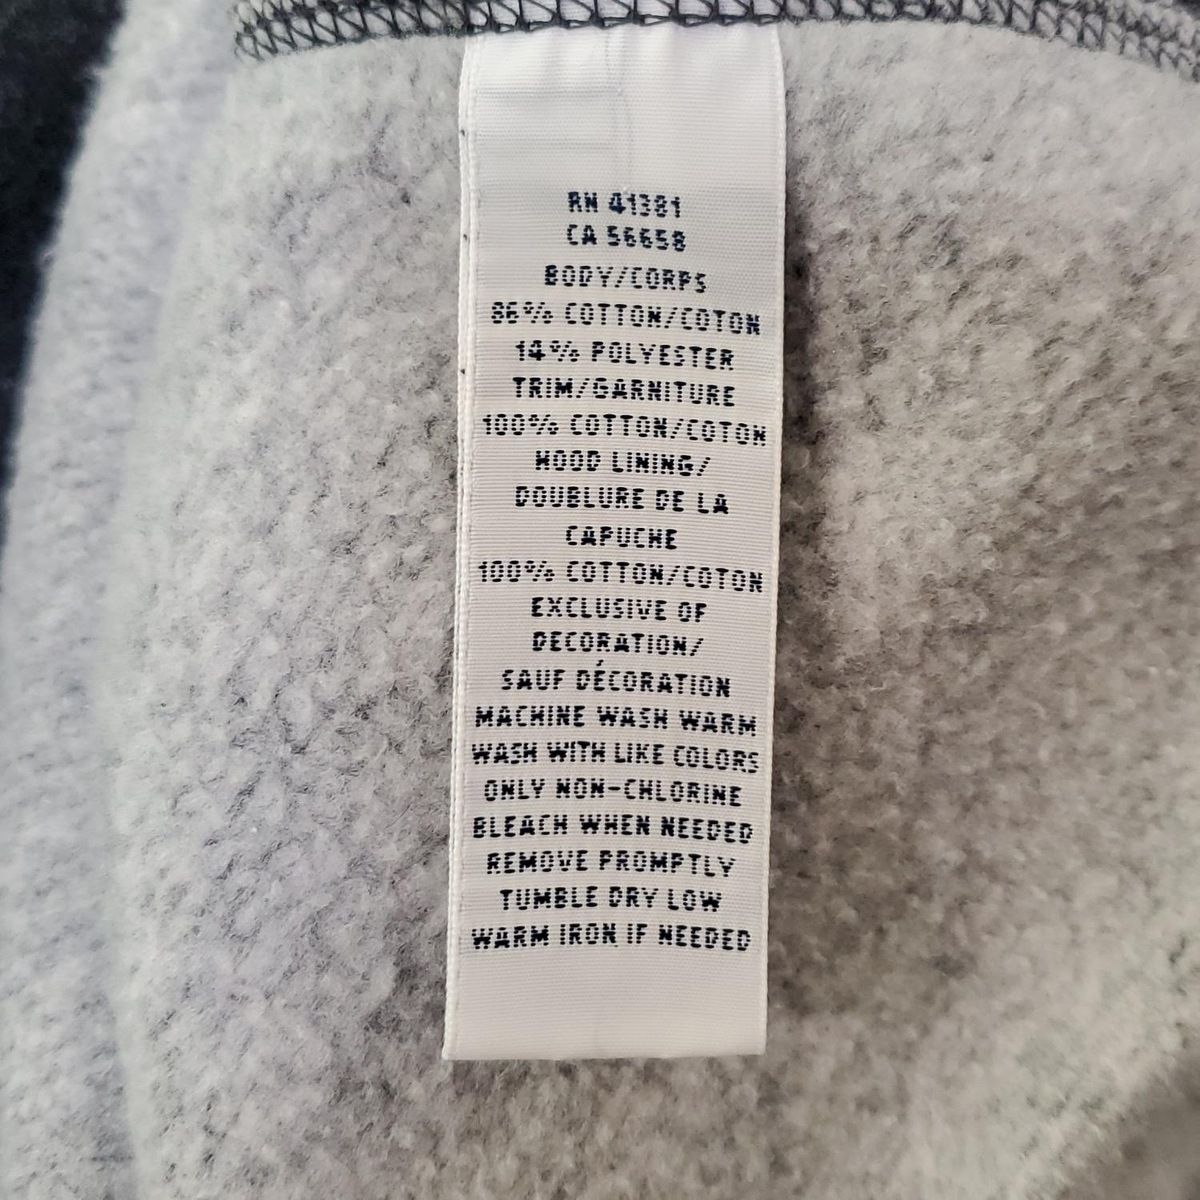 RN 41381
CA 56658
BODY/CORPS
86% COTTON/COTON
14% POLYESTER
TRIM/GARNITURE
100% COTTON/COTON
HOOD LINING/
DOUBLURE DE LA
CAPUCHE
100% COTTON/COTON
EXCLUSIVE OF
DECORATION/
SAUF DÉCORATION
MACHINE WASH WARM
WASH WITH LIKE COLORS
ONLY NON-CHLORINE
BLEACH WHEN NEEDED
REMOVE PROMPTLY
TUMBLE DRY LOW
WARM IRON IF NEEDED